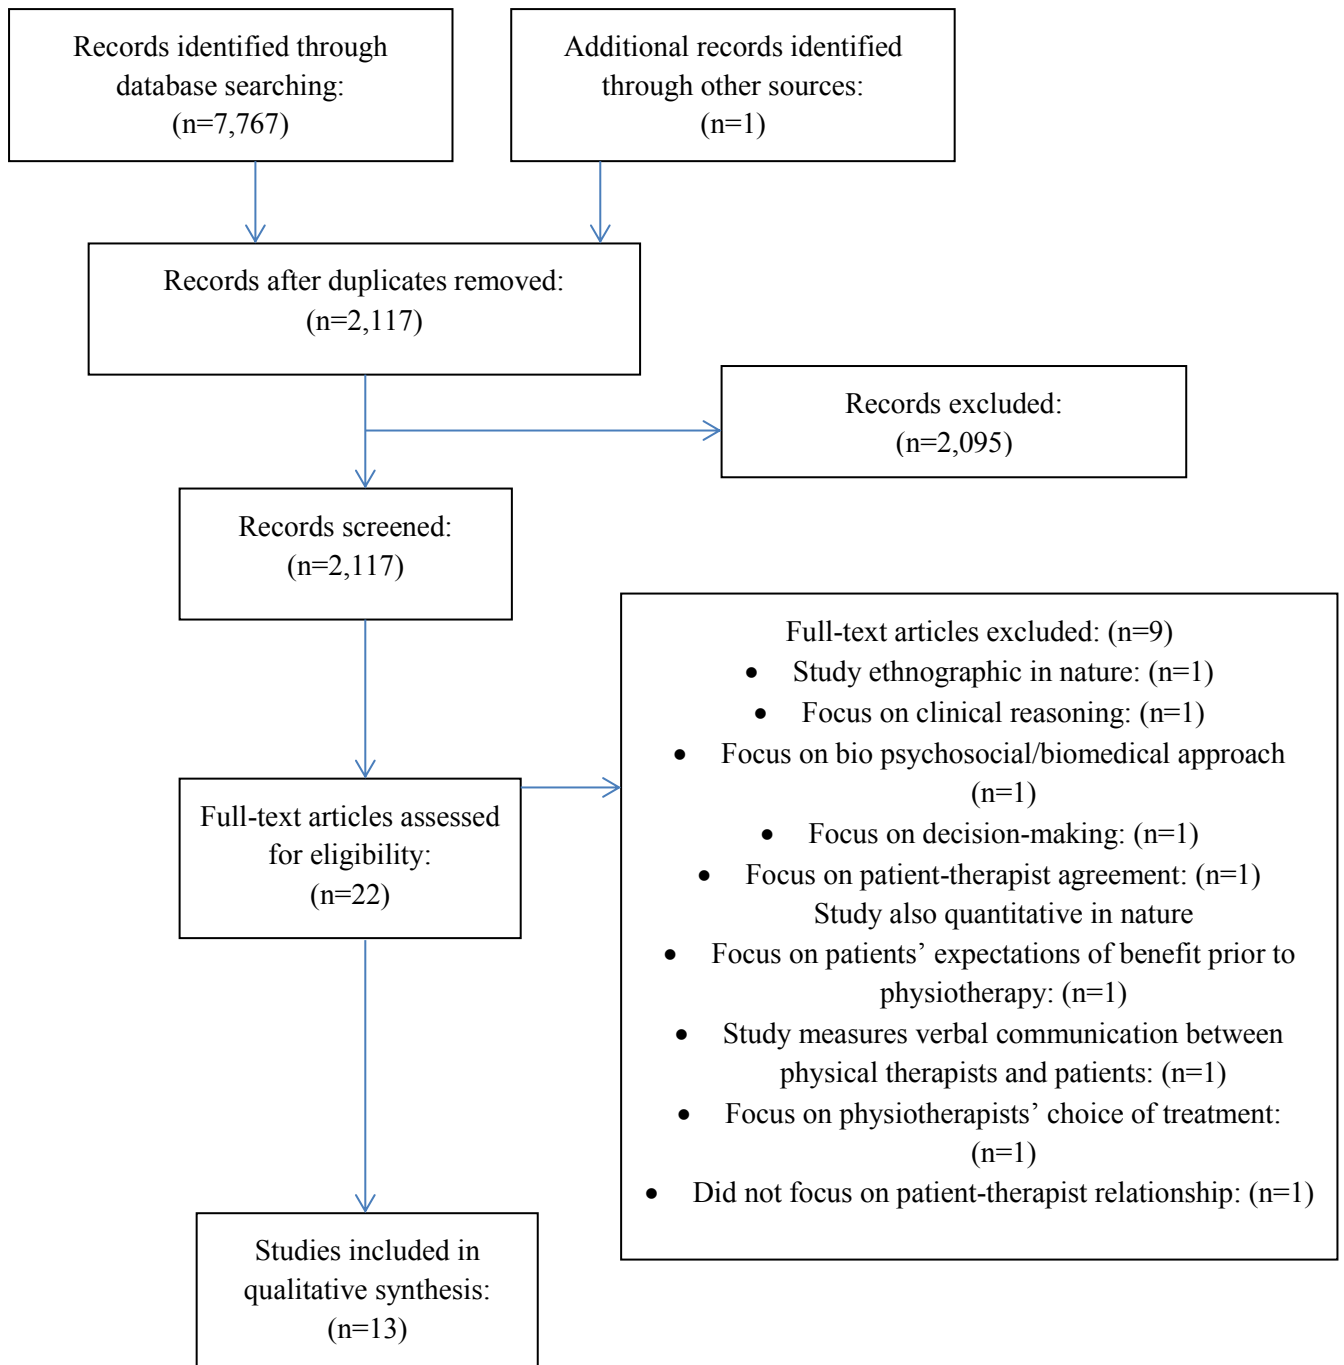 Records identified through
database searching:
(n=7,767)
Additional records identified
through other sources:
(n=1)
Records after duplicates removed:
(n=2,117)
Records excluded:
(n=2,095)
Records screened:
(n=2,117)
Full-text articles assessed
for eligibility:
(n=22)
Full-text articles excluded: (n=9)
• Study ethnographic in nature: (n=1)
• Focus on clinical reasoning: (n=1)
• Focus on bio psychosocial/biomedical approach
(n=1)
• Focus on decision-making: (n=1)
• Focus on patient-therapist agreement: (n=1)
Study also quantitative in nature
• Focus on patients’ expectations of benefit prior to
physiotherapy: (n=1)
• Study measures verbal communication between
physical therapists and patients: (n=1)
• Focus on physiotherapists’ choice of treatment:
(n=1)
• Did not focus on patient-therapist relationship: (n=1)
Studies included in
qualitative synthesis:
(n=13)